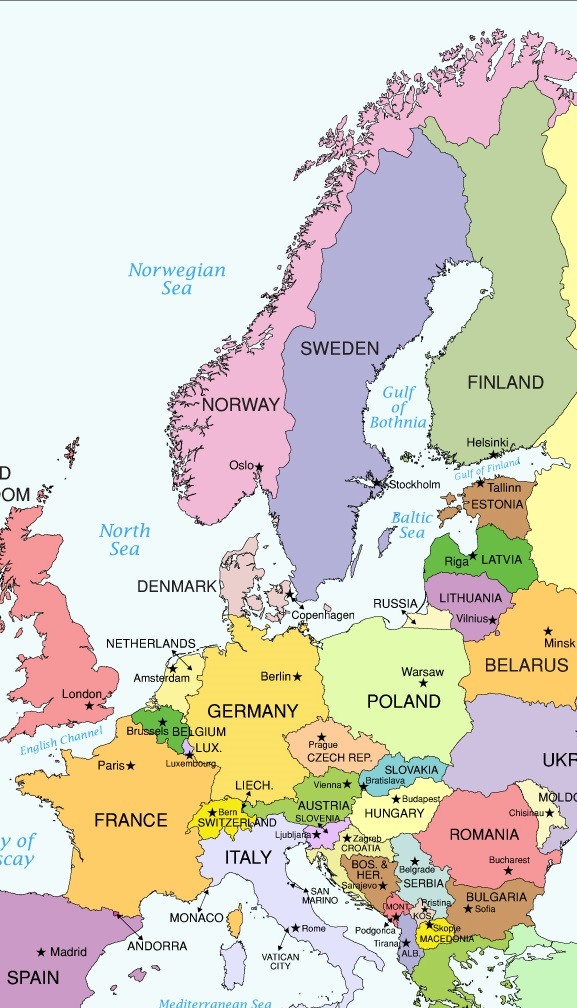 Norwegian
Sea
SWEDEN
FINLAND
Gulf
of
Bothnia
NORWAY
Helsinki
Gulf of Finland
Oslo
D
OM
Stockholm
Tallinn
ESTONIA
Baltic
Sea
North
Sea
Riga
LATVIA
DENMARK
LITHUANIA
RUSSIA
Copenhagen
Vilnius
Minsk
NETHERLANDS
BELARUS
Amsterdam
Berlin
Warsaw
London
POLAND
GERMANY
Brussels
BELGIUM
English Channel
Prague
LUX.
CZECH REP.
UKR
Paris
Luxembourg
SLOVAKIA
Bratislava
LIECH.
Vienna
MOLDO
Budapest
AUSTRIA
Bern
HUNGARY
Chisinau
FRANCE
SWITZERLAND
SLOVENIA
Ljubljana
ROMANIA
Zagreb
CROATIA
y of
scay
ITALY
BOS. &
HER.
Belgrade
Bucharest
SERBIA
Sarajevo
SAN
MARINO
BULGARIA
Pristina
MONT.
KOS.
Sofia
MONACO
Rome
Podgorica
Skopje
MACEDONIA
Tirana
ANDORRA
ALB.
Madrid
VATICAN
CITY
SPAIN
Mediterranean Sea